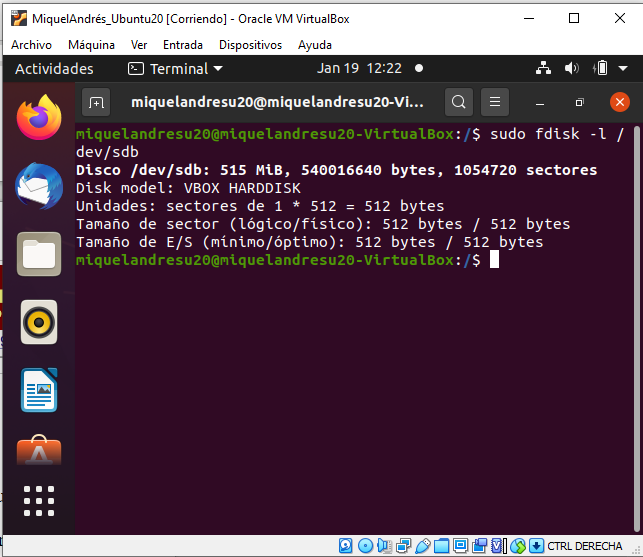 MiquelAndrés_Ubuntu20 [Corriendo] - Oracle VM VirtualBox
Archivo Máquina Ver Entrada Dispositivos Ayuda
Actividades Terminal Jan 19 12:22
miquelandresu20@miquelandresu20-Vi...
miquelandresu20@miquelandresu20-VirtualBox:/$ sudo fdisk -l /
dev/sdb
Disco /dev/sdb: 515 MiB, 540016640 bytes, 1054720 sectores
Disk model: VBOX HARDDISK
Unidades: sectores de 1 * 512 = 512 bytes
Tamaño de sector (lógico/físico): 512 bytes / 512 bytes
Tamaño de E/S (mínimo/óptimo): 512 bytes / 512 bytes
miquelandresu20@miquelandresu20-VirtualBox:/$
CTRL DERECHA